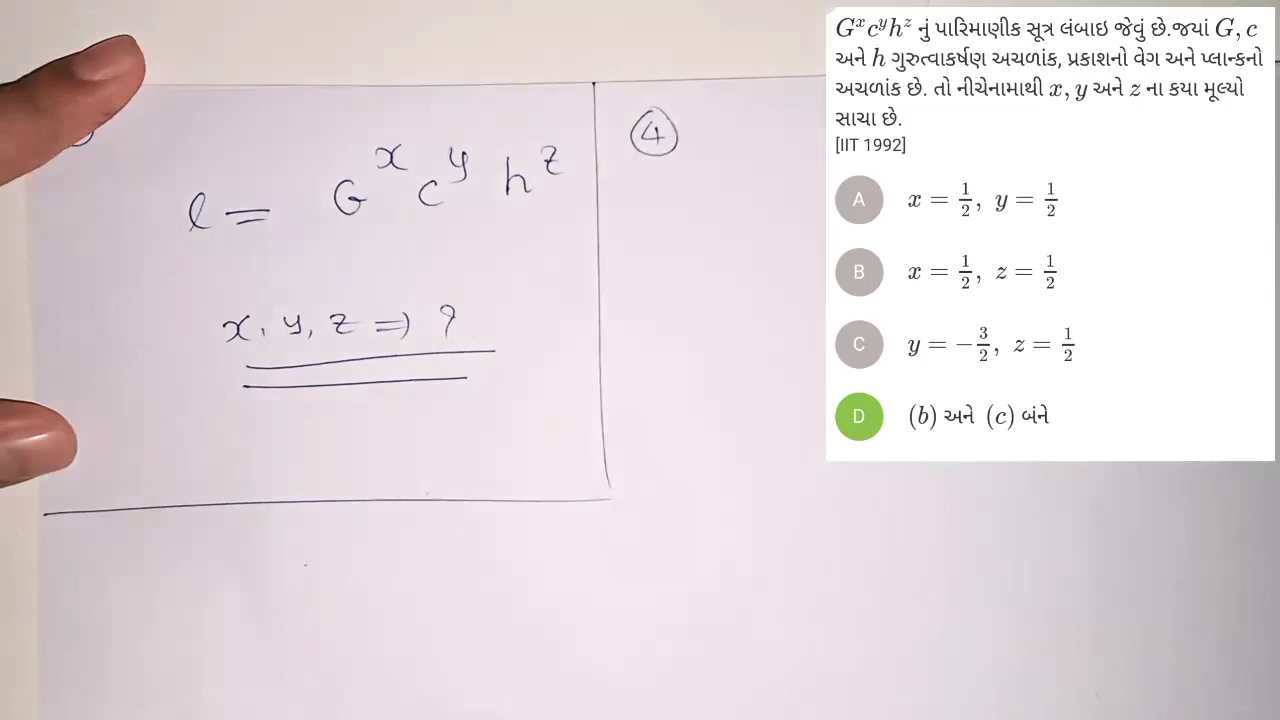 l = G^x c^y h^z
x, y, z ⇒ ?
④
G^x c^y h^z નું પારિમાણીક સૂત્ર લંબાઇ જેવું છે.જ્યાં G, c
અને h ગુરુત્વાકર્ષણ અચળાંક, પ્રકાશનો વેગ અને પ્લાન્કનો
અચળાંક છે. તો નીચેનામાથી x, y અને z ના કયા મૂલ્યો
સાચા છે.
[IIT 1992]
A x = 1/2, y = 1/2
B x = 1/2, z = 1/2
C y = -3/2, z = 1/2
D (b) અને (c) બંને